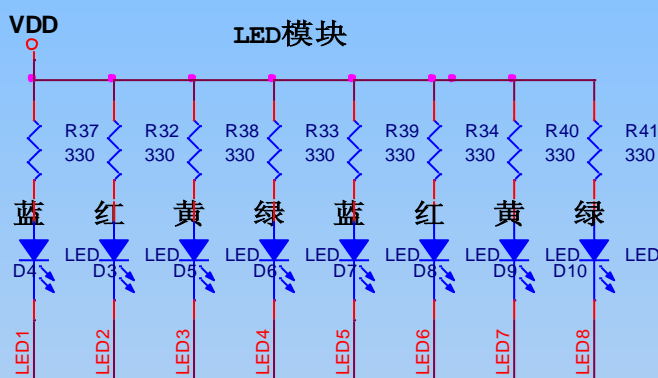 VDD
LED模块
R37 R32 R38 R33 R39 R34 R40 R41
330 330 330 330 330 330 330 330
蓝 红 黄 绿 蓝 红 黄 绿
LED LED LED LED LED LED LED LED
D4 D3 D5 D6 D7 D8 D9 D10
LED1 LED2 LED3 LED4 LED5 LED6 LED7 LED8